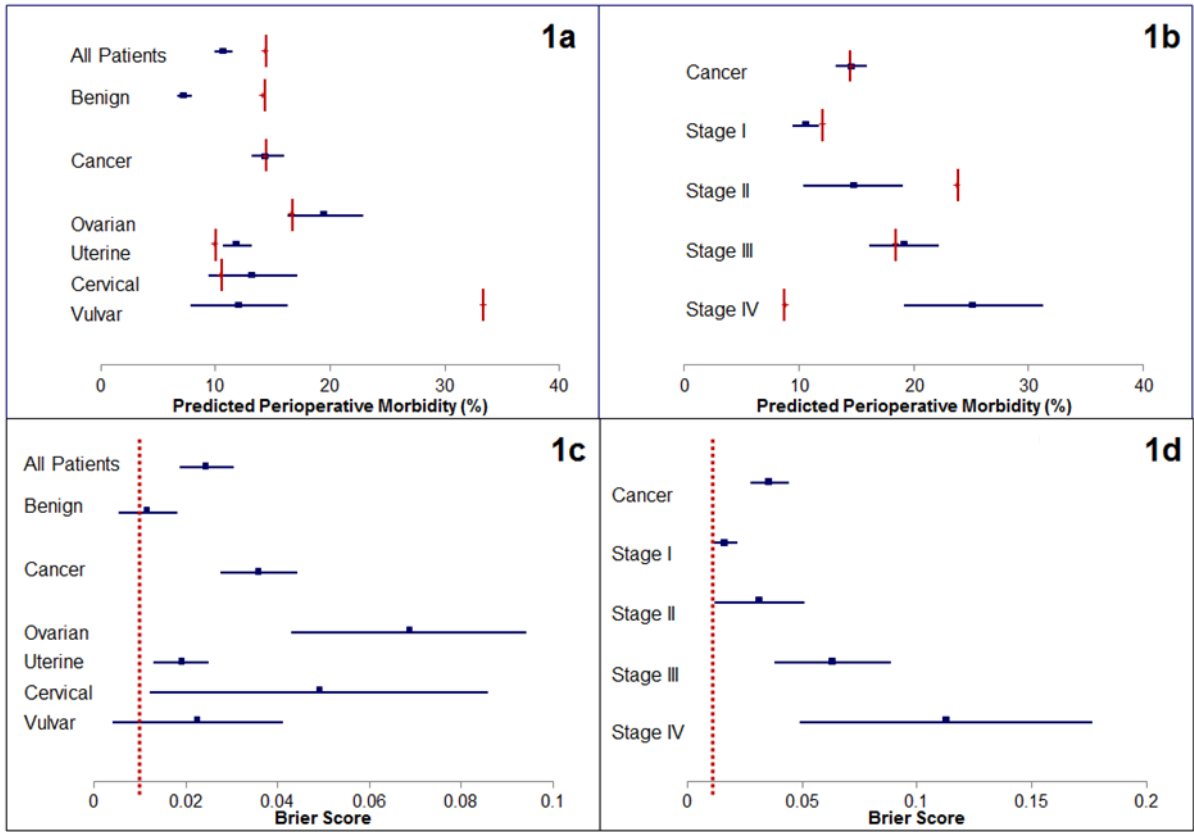 1a
All Patients
Benign
Cancer
Ovarian
Uterine
Cervical
Vulvar
0 10 20 30 40
Predicted Perioperative Morbidity (%)
1b
Cancer
Stage I
Stage II
Stage III
Stage IV
0 10 20 30 40
Predicted Perioperative Morbidity (%)
1c
All Patients
Benign
Cancer
Ovarian
Uterine
Cervical
Vulvar
0 0.02 0.04 0.06 0.08 0.1
Brier Score
1d
Cancer
Stage I
Stage II
Stage III
Stage IV
0 0.05 0.1 0.15 0.2
Brier Score